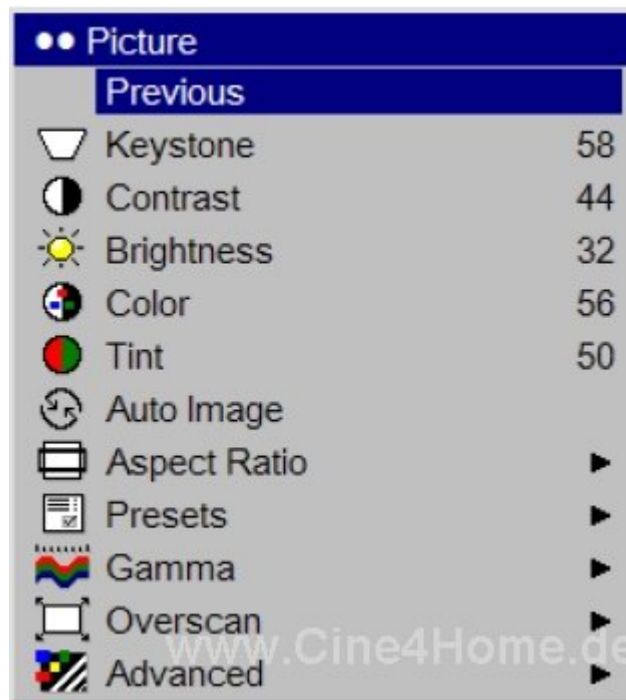 Picture
Previous
Keystone 58
Contrast 44
Brightness 32
Color 56
Tint 50
Auto Image
Aspect Ratio
Presets
Gamma
Overscan
www.Cine4Home.de
Advanced